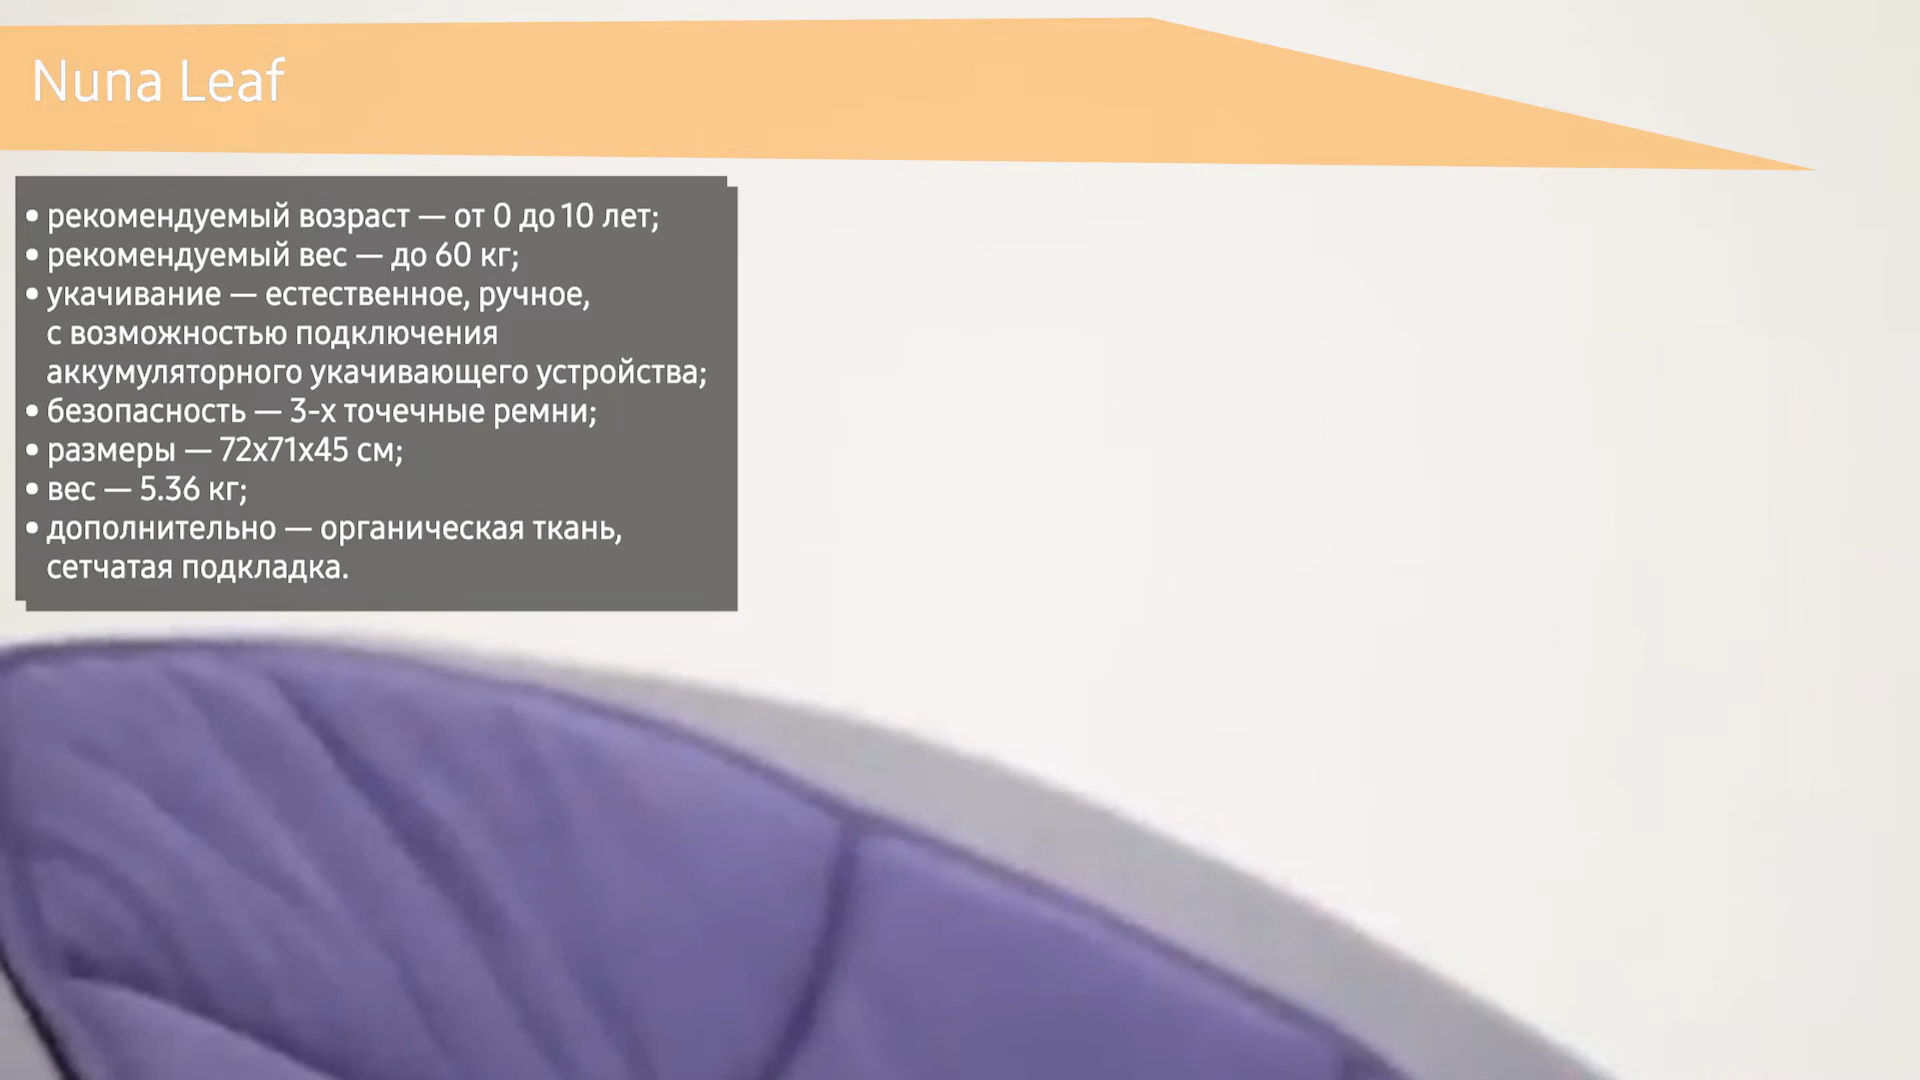 Nuna Leaf
• рекомендуемый возраст — от 0 до 10 лет;
• рекомендуемый вес — до 60 кг;
• укачивание — естественное, ручное,
с возможностью подключения
аккумуляторного укачивающего устройства;
• безопасность — 3-х точечные ремни;
• размеры — 72х71х45 см;
• вес — 5.36 кг;
• дополнительно — органическая ткань,
сетчатая подкладка.